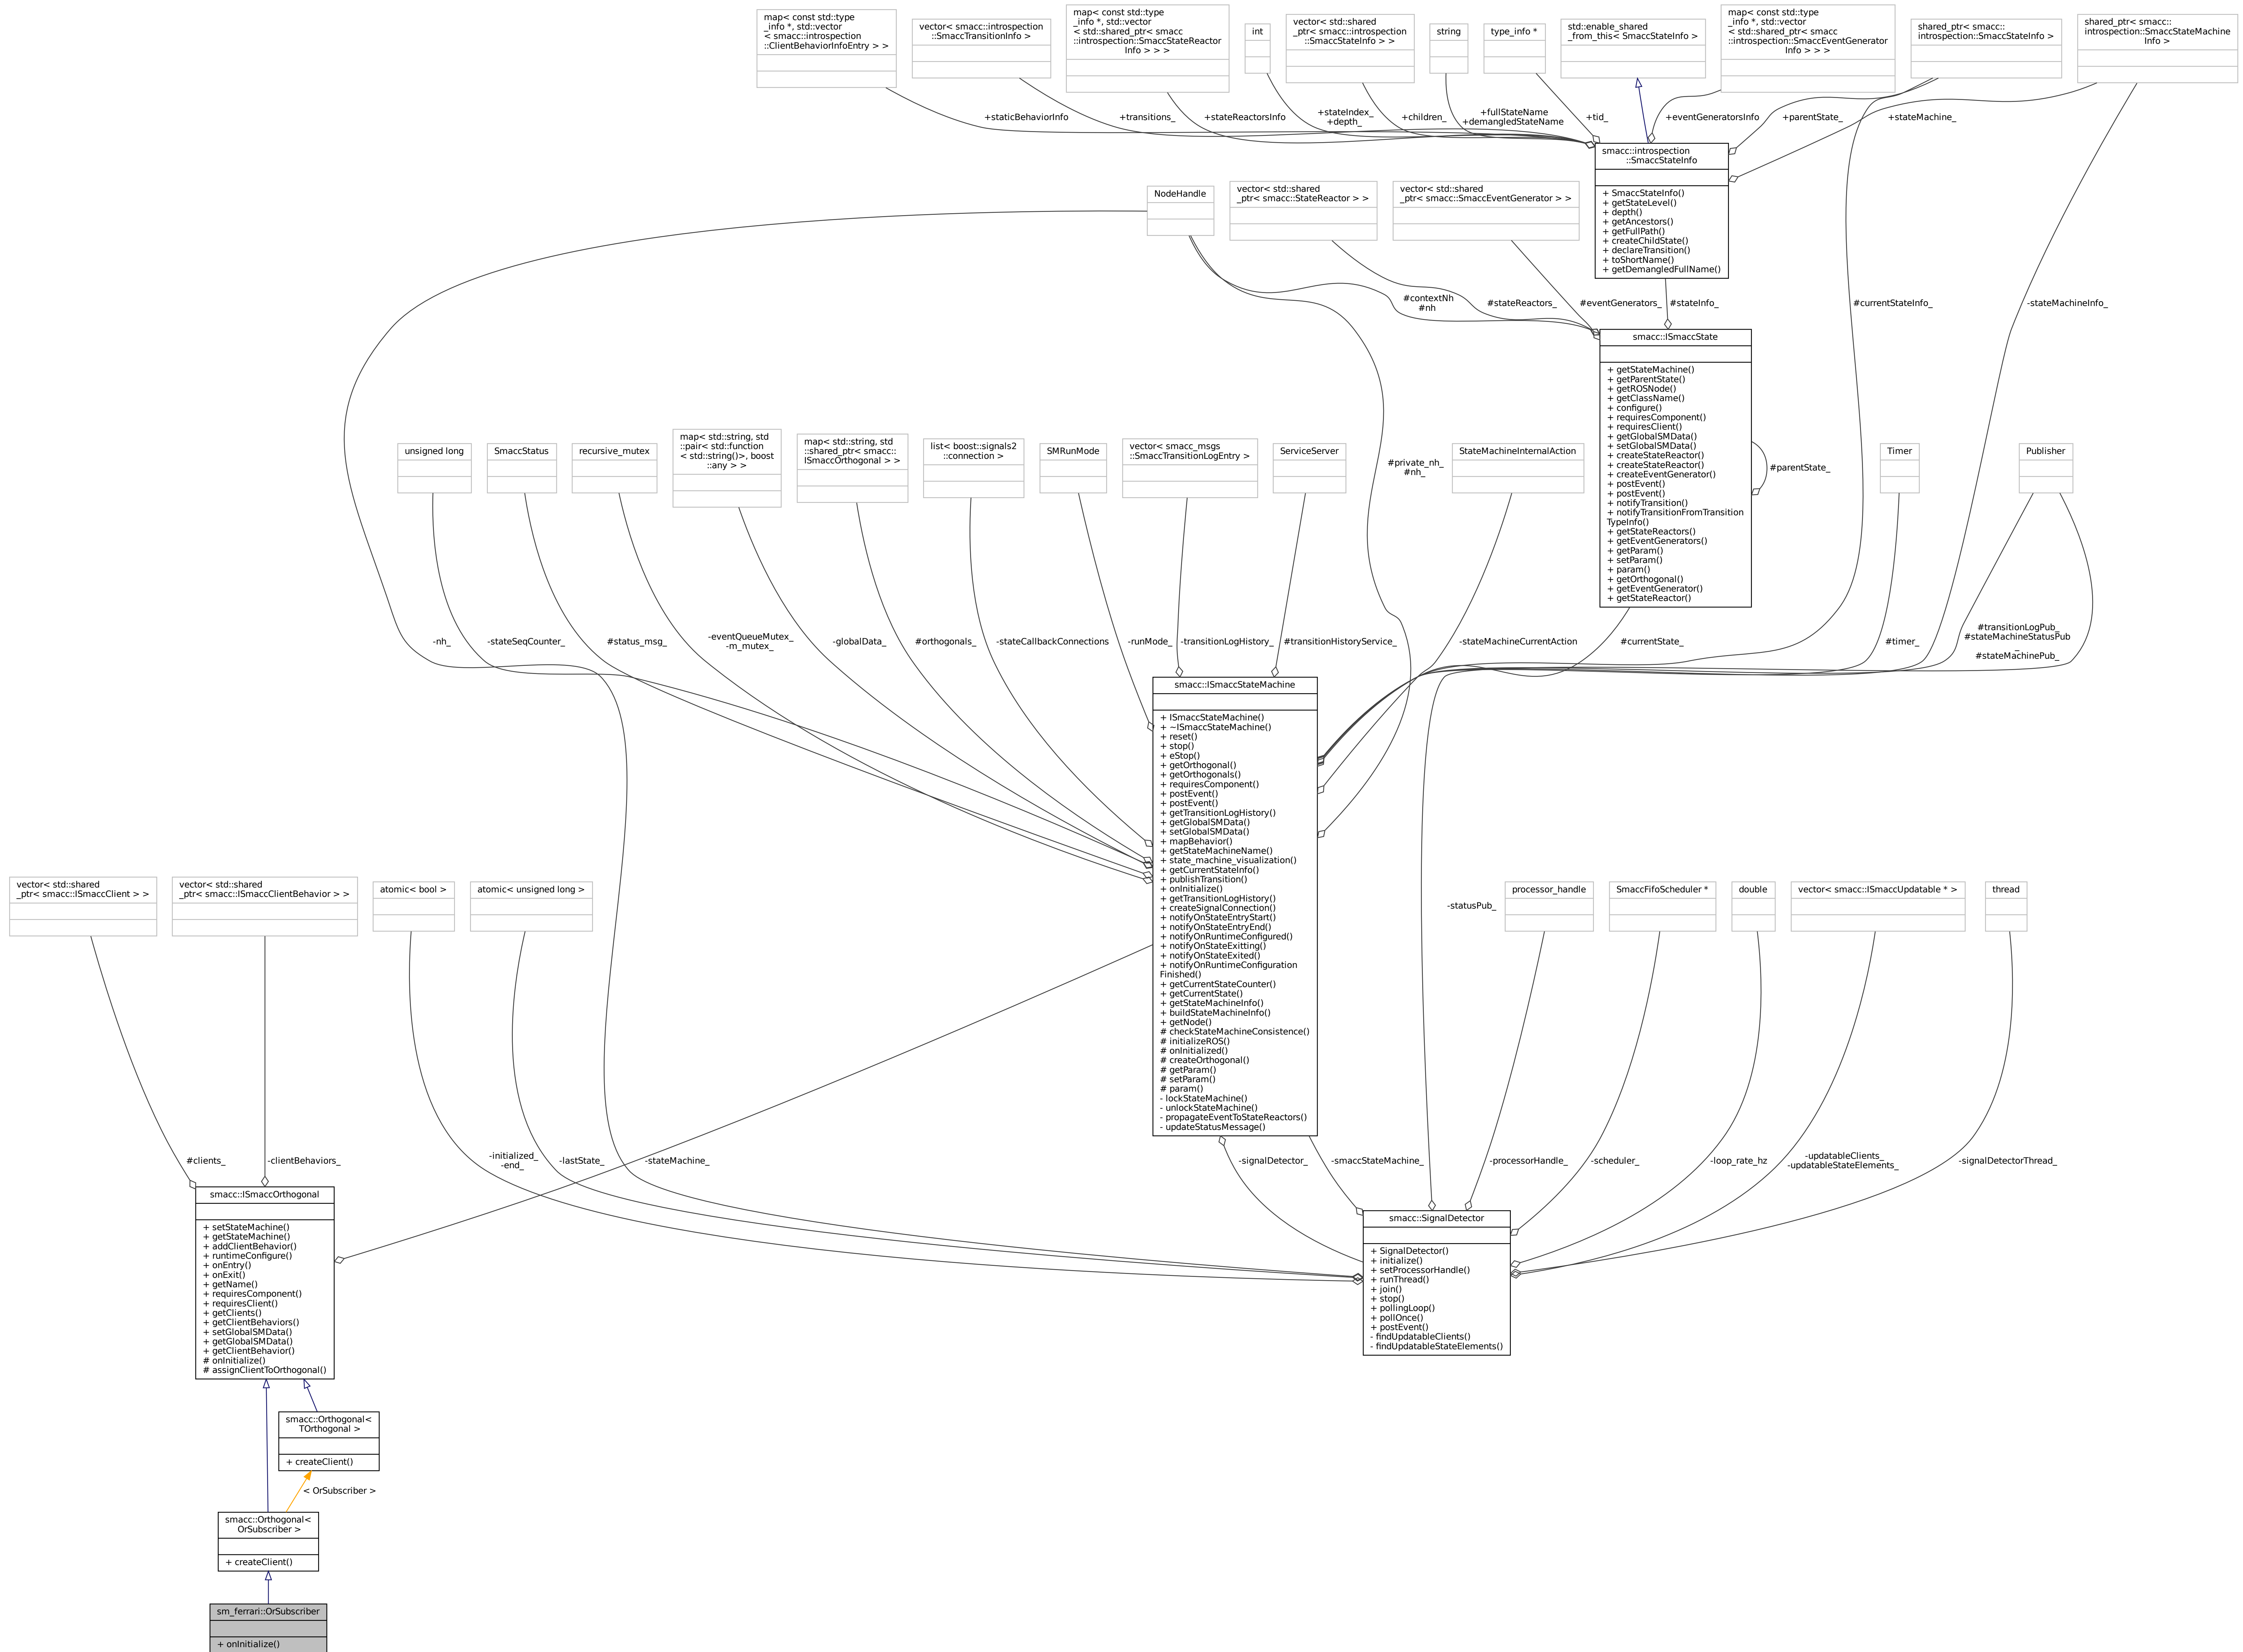 map< const std::type
_info *, std::vector
< smacc::introspection
::ClientBehaviorInfoEntry > >
vector< smacc::introspection
::SmaccTransitionInfo >
map< const std::type
_info *, std::vector
< std::shared_ptr< smacc
::introspection::SmaccStateReactor
Info > > >
int
vector< std::shared
_ptr< smacc::introspection
::SmaccStateInfo > >
string
type_info *
std::enable_shared
_from_this< SmaccStateInfo >
map< const std::type
_info *, std::vector
< std::shared_ptr< smacc
::introspection::SmaccEventGenerator
Info > > >
shared_ptr< smacc::
introspection::SmaccStateInfo >
shared_ptr< smacc::
introspection::SmaccStateMachine
Info >
+staticBehaviorInfo
+transitions_
+stateReactorsInfo
+stateIndex_
+depth_
+children_
+fullStateName
+demangledStateName
+tid_
+eventGeneratorsInfo
+parentState_
+stateMachine_
smacc::introspection
::SmaccStateInfo
+ SmaccStateInfo()
+ getStateLevel()
+ depth()
+ getAncestors()
+ getFullPath()
+ createChildState()
+ declareTransition()
+ toShortName()
+ getDemangledFullName()
NodeHandle
vector< std::shared
_ptr< smacc::StateReactor > >
vector< std::shared
_ptr< smacc::SmaccEventGenerator > >
#contextNh
#nh
#stateReactors_
#eventGenerators_
#stateInfo_
#currentStateInfo_
-stateMachineInfo_
smacc::ISmaccState
+ getStateMachine()
+ getParentState()
+ getROSNode()
+ getClassName()
+ configure()
+ requiresComponent()
+ requiresClient()
+ getGlobalSMData()
+ setGlobalSMData()
+ createStateReactor()
+ createStateReactor()
+ createEventGenerator()
+ postEvent()
+ postEvent()
+ notifyTransition()
+ notifyTransitionFromTransition
TypeInfo()
+ getStateReactors()
+ getEventGenerators()
+ getParam()
+ setParam()
+ param()
+ getOrthogonal()
+ getEventGenerator()
+ getStateReactor()
#parentState_
unsigned long
SmaccStatus
recursive_mutex
map< std::string, std
::pair< std::function
< std::string()>, boost
::any > >
map< std::string, std
::shared_ptr< smacc::
ISmaccOrthogonal > >
list< boost::signals2
::connection >
SMRunMode
vector< smacc_msgs
::SmaccTransitionLogEntry >
ServiceServer
#private_nh_
#nh_
StateMachineInternalAction
Timer
Publisher
-nh_
-stateSeqCounter_
#status_msg_
-eventQueueMutex_
-m_mutex_
-globalData_
#orthogonals_
-stateCallbackConnections
-runMode_
-transitionLogHistory_
#transitionHistoryService_
-stateMachineCurrentAction
#currentState_
#timer_
#transitionLogPub_
#stateMachineStatusPub
_
#stateMachinePub_
smacc::ISmaccStateMachine
+ ISmaccStateMachine()
+ ~ISmaccStateMachine()
+ reset()
+ stop()
+ eStop()
+ getOrthogonal()
+ getOrthogonals()
+ requiresComponent()
+ postEvent()
+ postEvent()
+ getTransitionLogHistory()
+ getGlobalSMData()
+ setGlobalSMData()
+ mapBehavior()
+ getStateMachineName()
+ state_machine_visualization()
+ getCurrentStateInfo()
+ publishTransition()
+ onInitialize()
+ getTransitionLogHistory()
+ createSignalConnection()
+ notifyOnStateEntryStart()
+ notifyOnStateEntryEnd()
+ notifyOnRuntimeConfigured()
+ notifyOnStateExitting()
+ notifyOnStateExited()
+ notifyOnRuntimeConfiguration
Finished()
+ getCurrentStateCounter()
+ getCurrentState()
+ getStateMachineInfo()
+ buildStateMachineInfo()
+ getNode()
# checkStateMachineConsistence()
# initializeROS()
# onInitialized()
# createOrthogonal()
# getParam()
# setParam()
# param()
- lockStateMachine()
- unlockStateMachine()
- propagateEventToStateReactors()
- updateStatusMessage()
vector< std::shared
_ptr< smacc::ISmaccClient > >
vector< std::shared
_ptr< smacc::ISmaccClientBehavior > >
atomic< bool >
atomic< unsigned long >
-statusPub_
processor_handle
SmaccFifoScheduler *
double
vector< smacc::ISmaccUpdatable * >
thread
#clients_
-clientBehaviors_
-initialized_
-end_
-lastState_
-stateMachine_
-signalDetector_
-smaccStateMachine_
-processorHandle_
-scheduler_
-loop_rate_hz
-updatableClients_
-updatableStateElements_
-signalDetectorThread_
smacc::ISmaccOrthogonal
+ setStateMachine()
+ getStateMachine()
+ addClientBehavior()
+ runtimeConfigure()
+ onEntry()
+ onExit()
+ getName()
+ requiresComponent()
+ requiresClient()
+ getClients()
+ getClientBehaviors()
+ setGlobalSMData()
+ getGlobalSMData()
+ getClientBehavior()
# onInitialize()
# assignClientToOrthogonal()
smacc::SignalDetector
+ SignalDetector()
+ initialize()
+ setProcessorHandle()
+ runThread()
+ join()
+ stop()
+ pollingLoop()
+ pollOnce()
+ postEvent()
- findUpdatableClients()
- findUpdatableStateElements()
smacc::Orthogonal<
TOrthogonal >
+ createClient()
< OrSubscriber >
smacc::Orthogonal<
OrSubscriber >
+ createClient()
sm_ferrari::OrSubscriber
+ onInitialize()